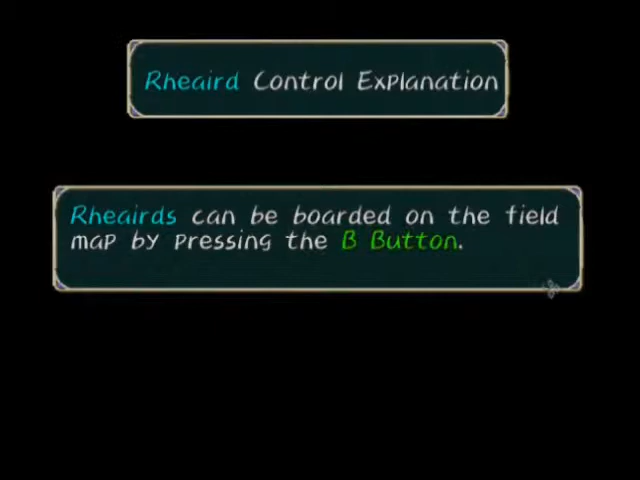 Rheaird Control Explanation
Rheairds can be boarded on the field
map by pressing the B Button.